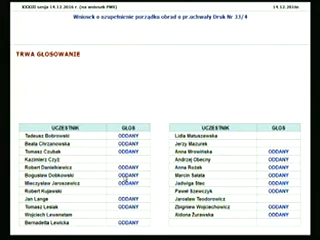 XXXIII sesja 14.12.2016 r. (na wniosek PMS) 14.12.2016r.
Wniosek o uzupełnienie porządku obrad o pr.uchwały Druk Nr 33/4
TRWA GŁOSOWANIE
UCZESTNIK GŁOS UCZESTNIK GŁOS
Tadeusz Bobrowski ODDANY Lidia Matuszewska
Beata Chrzanowska ODDANY Jerzy Mazurek
Tomasz Czubak ODDANY Anna Mrowińska ODDANY
Kazimierz Czyż Andrzej Obecny ODDANY
Robert Danielkiewicz ODDANY Anna Rożek ODDANY
Bogusław Dobkowski ODDANY Marcin Sałata ODDANY
Mieczysław Jaroszewicz ODDANY Jadwiga Stec ODDANY
Robert Kujawski Paweł Szewczyk ODDANY
Jan Lange ODDANY Jarosław Teodorowicz
Tomasz Lesiak ODDANY Zbigniew Wojciechowicz ODDANY
Wojciech Lewenstam Aldona Żurawska ODDANY
Bernadetta Lewicka ODDANY